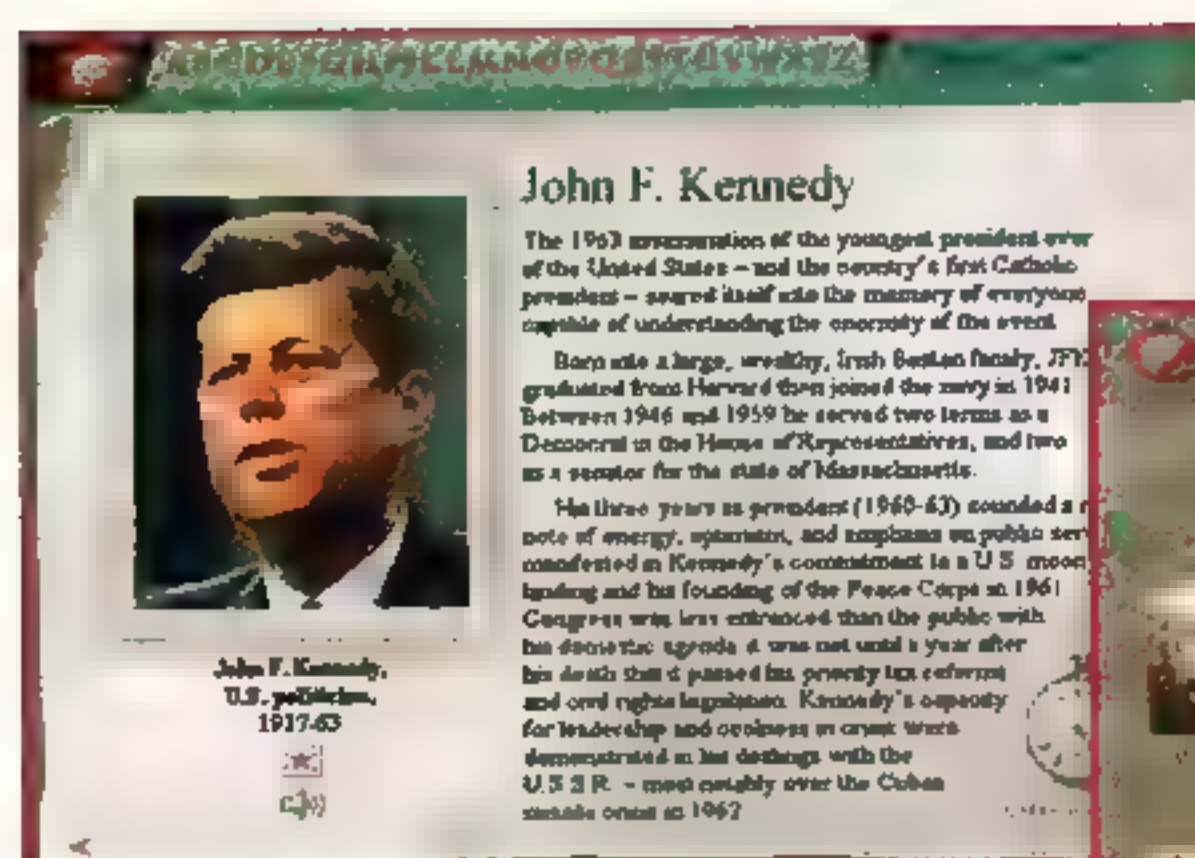 ABCDEFGHIJKLMNOPQRSTUVWXYZ
John F. Kennedy
The 1963 assassination of the youngest president ever
of the United States – and the country's first Catholic
president – seared itself into the memory of everyone
capable of understanding the enormity of the event.
Born into a large, wealthy, Irish Boston family, JFK
graduated from Harvard then joined the navy in 1941
Between 1946 and 1959 he served two terms as a
Democrat in the House of Representatives, and two
as a senator for the state of Massachusetts.
His three years as president (1960-63) sounded a
note of energy, optimism, and emphasis on public
manifested in Kennedy's commitment to a U.S. moon
landing and his founding of the Peace Corps in 1961
Congress was less entranced than the public with
his domestic agenda it was not until a year after
his death that it passed his priority tax reforms
and civil rights legislation. Kennedy's capacity
for leadership and coolness in crises were
demonstrated in his dealings with the
U.S.S.R. – most notably over the Cuban
missile crisis in 1962
John F. Kennedy,
U.S. politician,
1917-63